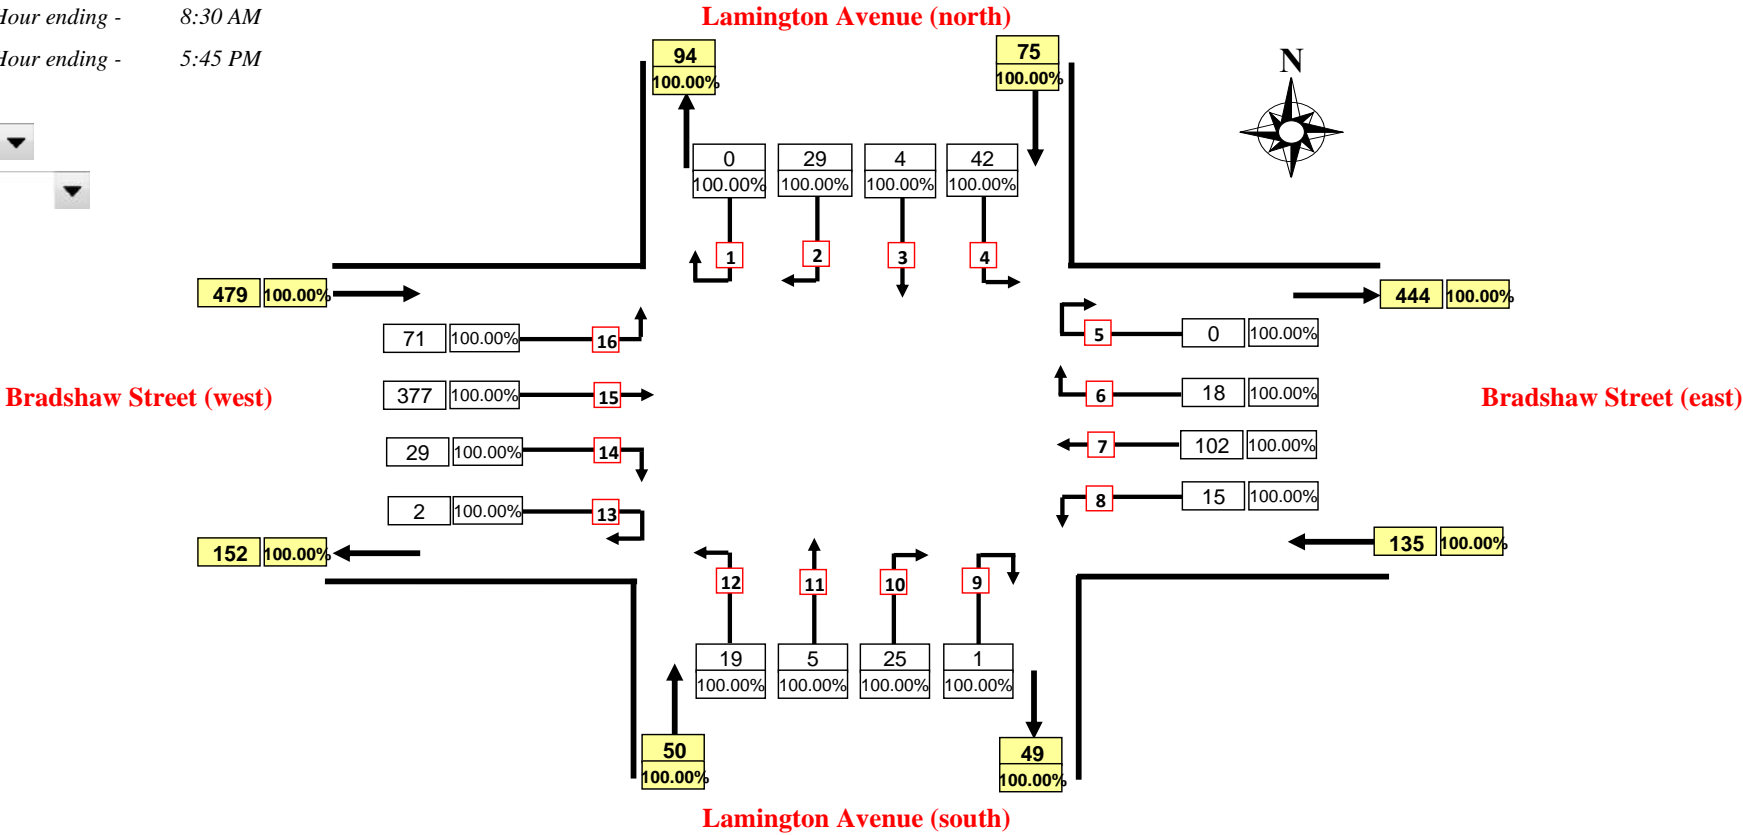 Hour ending - 8:30 AM
Hour ending - 5:45 PM
Lamington Avenue (north)
94
100.00%
75
100.00%
N
0 29 4 42
100.00% 100.00% 100.00% 100.00%
1 2 3 4
479 100.00%
444 100.00%
71 100.00% 16
5 0 100.00%
Bradshaw Street (west)
377 100.00% 15
6 18 100.00%
Bradshaw Street (east)
29 100.00% 14
7 102 100.00%
2 100.00% 13
8 15 100.00%
152 100.00%
135 100.00%
12 11 10 9
19 5 25 1
100.00% 100.00% 100.00% 100.00%
50
100.00%
49
100.00%
Lamington Avenue (south)